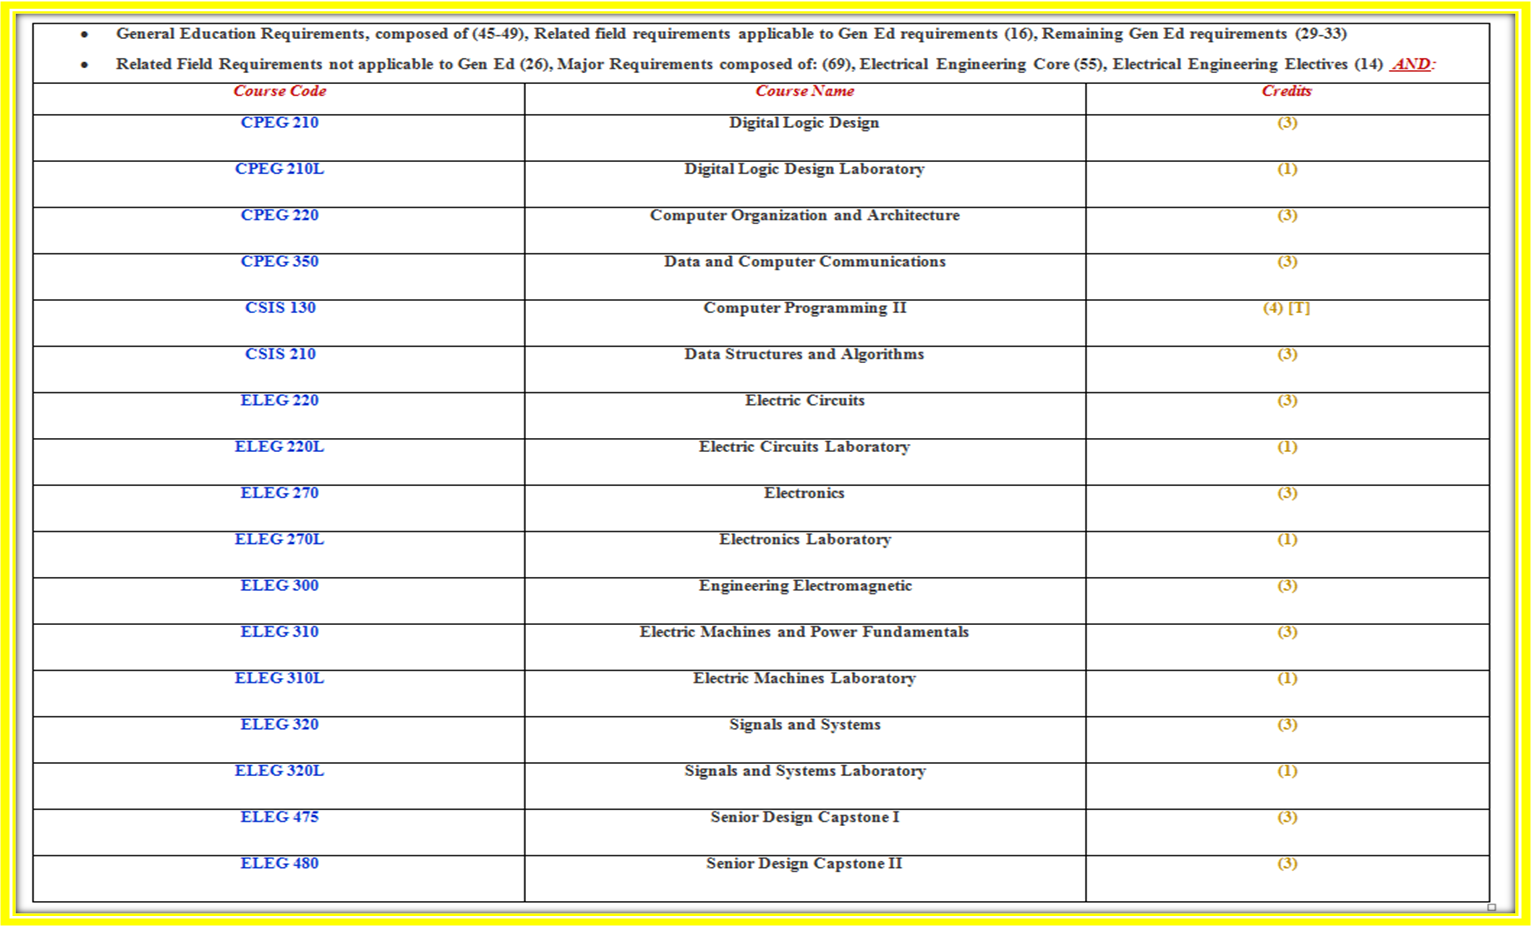 • General Education Requirements, composed of (45-49), Related field requirements applicable to Gen Ed requirements (16), Remaining Gen Ed requirements (29-33)
• Related Field Requirements not applicable to Gen Ed (26), Major Requirements composed of: (69), Electrical Engineering Core (55), Electrical Engineering Electives (14) AND:
Course Code Course Name Credits
CPEG 210 Digital Logic Design (3)
CPEG 210L Digital Logic Design Laboratory (1)
CPEG 220 Computer Organization and Architecture (3)
CPEG 350 Data and Computer Communications (3)
CSIS 130 Computer Programming II (4) [T]
CSIS 210 Data Structures and Algorithms (3)
ELEG 220 Electric Circuits (3)
ELEG 220L Electric Circuits Laboratory (1)
ELEG 270 Electronics (3)
ELEG 270L Electronics Laboratory (1)
ELEG 300 Engineering Electromagnetic (3)
ELEG 310 Electric Machines and Power Fundamentals (3)
ELEG 310L Electric Machines Laboratory (1)
ELEG 320 Signals and Systems (3)
ELEG 320L Signals and Systems Laboratory (1)
ELEG 475 Senior Design Capstone I (3)
ELEG 480 Senior Design Capstone II (3)